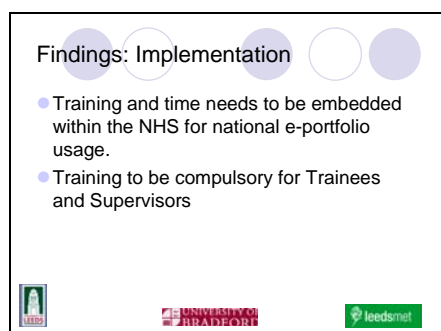 Findings: Implementation
Training and time needs to be embedded
within the NHS for national e-portfolio
usage.
Training to be compulsory for Trainees
and Supervisors
LEEDS
UNIVERSITY OF
BRADFORD
leedsmet